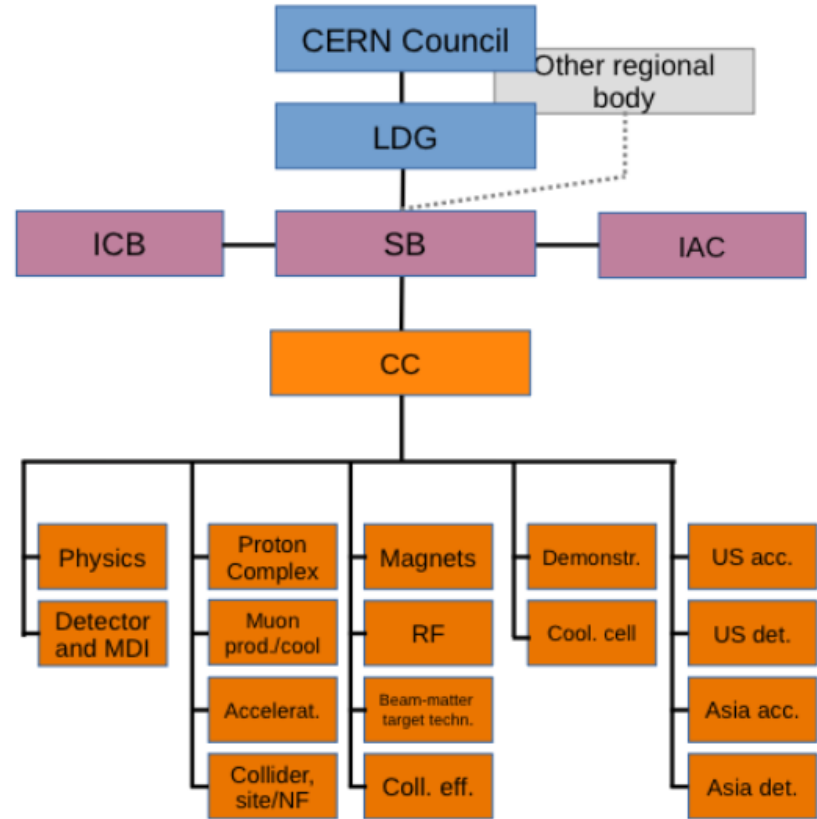 CERN Council
Other regional
body
LDG
ICB
SB
IAC
CC
Physics
Detector
and MDI
Proton
Complex
Muon
prod./cool
Accelerat.
Collider,
site/NF
Magnets
RF
Beam-matter
target techn.
Coll. eff.
Demonstr.
Cool. cell
US acc.
US det.
Asia acc.
Asia det.